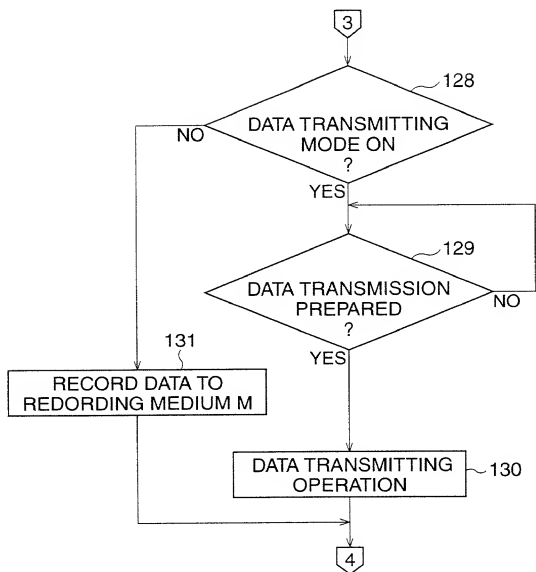 3
128
DATA TRANSMITTING
MODE ON
?
NO
YES
129
DATA TRANSMISSION
PREPARED
?
NO
YES
131
RECORD DATA TO
REDORDING MEDIUM M
DATA TRANSMITTING
OPERATION
130
4